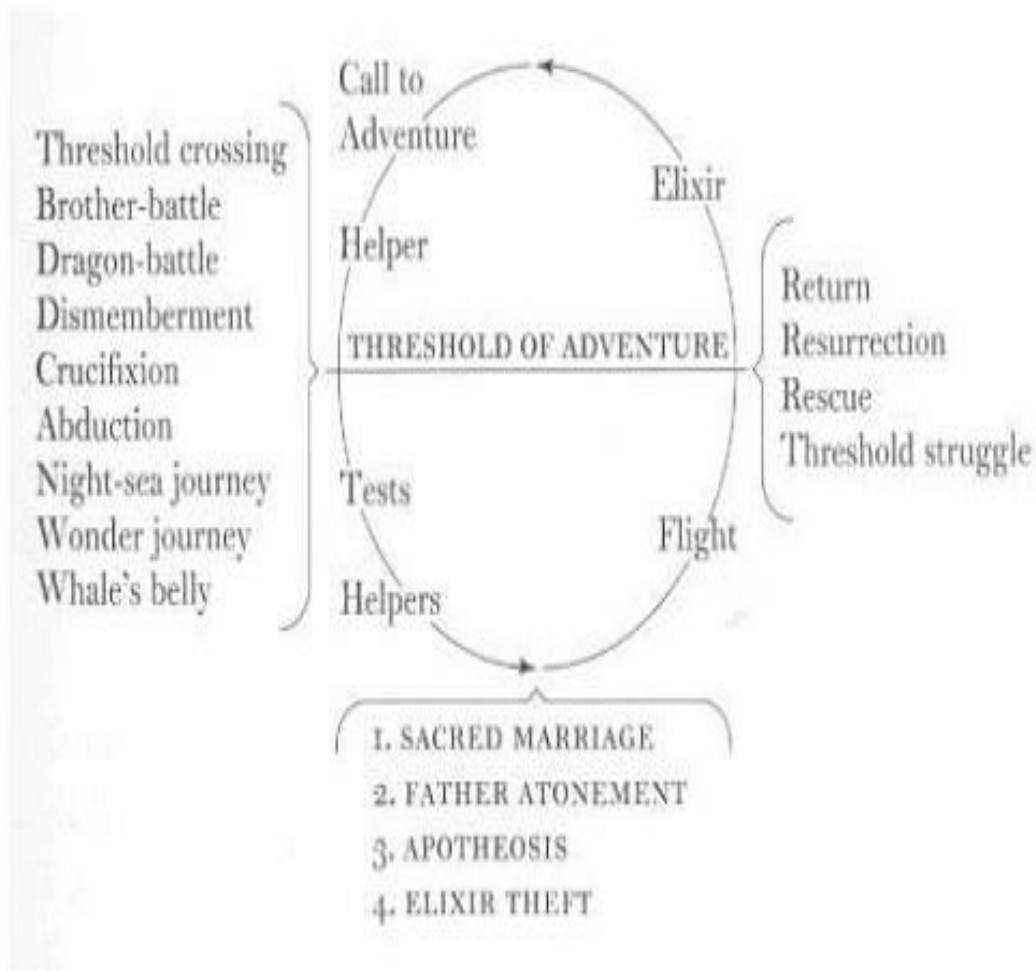 Call to
Adventure
Helper
Threshold crossing
Brother-battle
Dragon-battle
Dismemberment
Crucifixion
Abduction
Night-sea journey
Wonder journey
Whale's belly
THRESHOLD OF ADVENTURE
Tests
Helpers
1. SACRED MARRIAGE
2. FATHER ATONEMENT
3. APOTHEOSIS
4. ELIXIR THEFT
Flight
Return
Resurrection
Rescue
Threshold struggle
Elixir